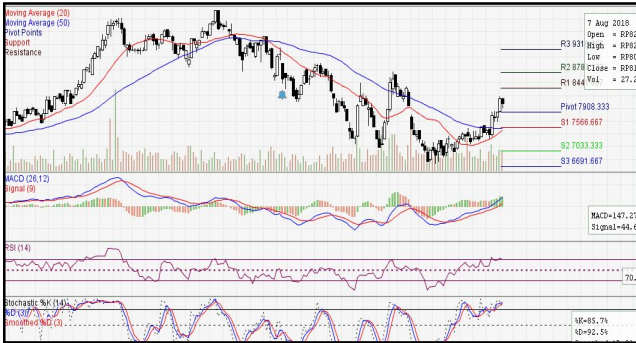 Moving Average (20)
Moving Average (50)
Pivot Points
Support
Resistance
7 Aug 2018
Open = RP82
High = RP82
Low = RP80
Close = RP81
Vol = 27.2
R3 931
R2 878
R1 844
Pivot 7908.333
S1 7566.667
S2 7033.333
S3 6691.667
MACD (26,12)
Signal (9)
MACD=147.27
Signal=44.6
RSI (14)
70.
Stochastic %K (14)
%D (3)
Smoothed %D (3)
%K=85.7%
%D=92.5%